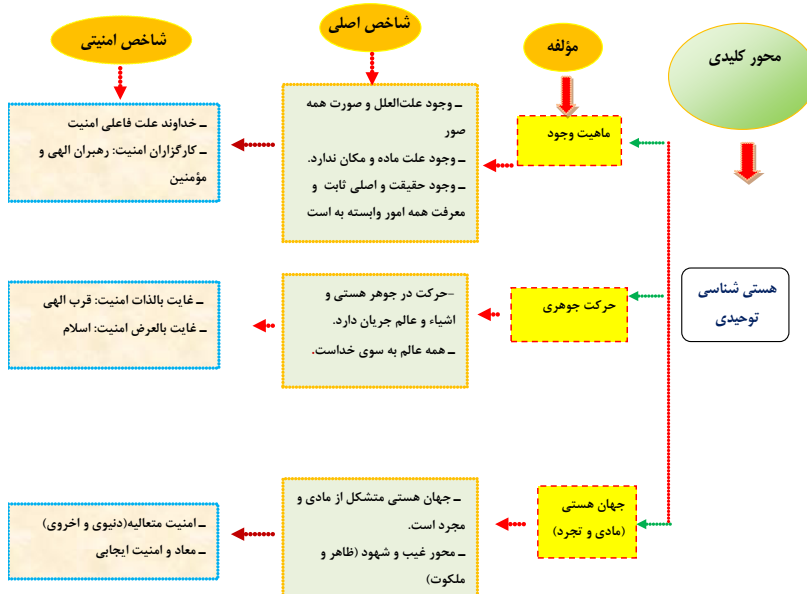 محور کلیدی
مؤلفه
شاخص اصلی
شاخص امنیتی
هستی شناسی
توحیدی
ماهیت وجود
ـ وجود علت‌العلل و صورت همه
صور
ـ وجود علت ماده و مکان ندارد.
ـ وجود حقیقت و اصلی ثابت و
معرفت همه امور وابسته به است
ـ خداوند علت فاعلی امنیت
ـ کارگزاران امنیت: رهبران الهی و
مؤمنین
حرکت جوهری
-حرکت در جوهر هستی و
اشیاء و عالم جریان دارد.
ـ همه عالم به سوی خداست.
ـ غایت بالذات امنیت: قرب الهی
ـ غایت بالعرض امنیت: اسلام
جهان هستی
(مادی و تجرد)
ـ جهان هستی متشکل از مادی و
مجرد است.
ـ محور غیب و شهود (ظاهر و
ملکوت)
ـ امنیت متعالیه(دنیوی و اخروی)
ـ معاد و امنیت ایجابی